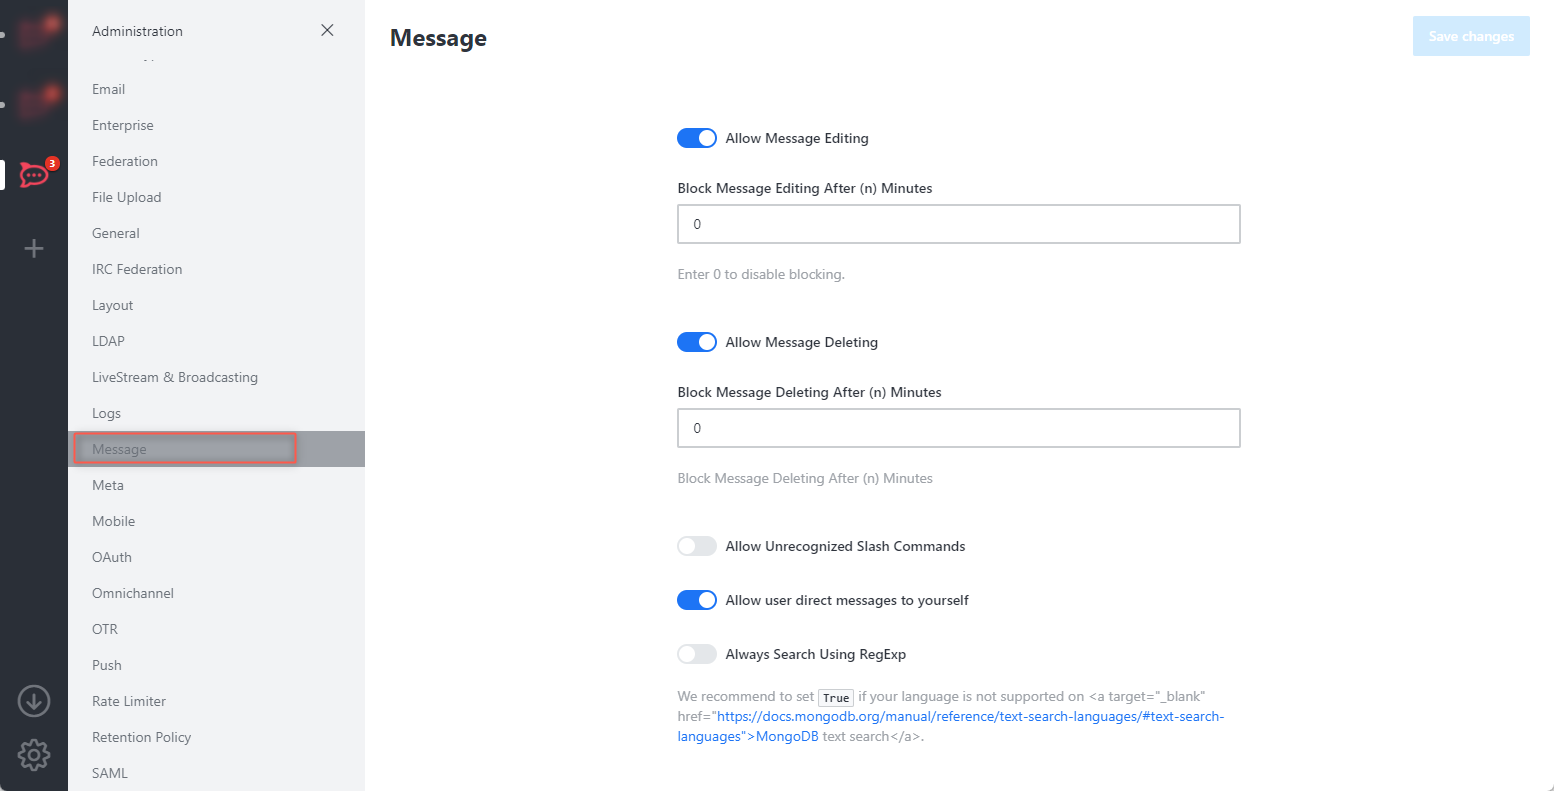 Administration
Email
Enterprise
Federation
File Upload
General
IRC Federation
Layout
LDAP
LiveStream & Broadcasting
Logs
Message
Meta
Mobile
OAuth
Omnichannel
OTR
Push
Rate Limiter
Retention Policy
SAML
3
Message
Save changes
Allow Message Editing
Block Message Editing After (n) Minutes
0
Enter 0 to disable blocking.
Allow Message Deleting
Block Message Deleting After (n) Minutes
0
Block Message Deleting After (n) Minutes
Allow Unrecognized Slash Commands
Allow user direct messages to yourself
Always Search Using RegExp
We recommend to set True if your language is not supported on <a target="_blank"
href="https://docs.mongodb.org/manual/reference/text-search-languages/#text-search-
languages">MongoDB text search</a>.